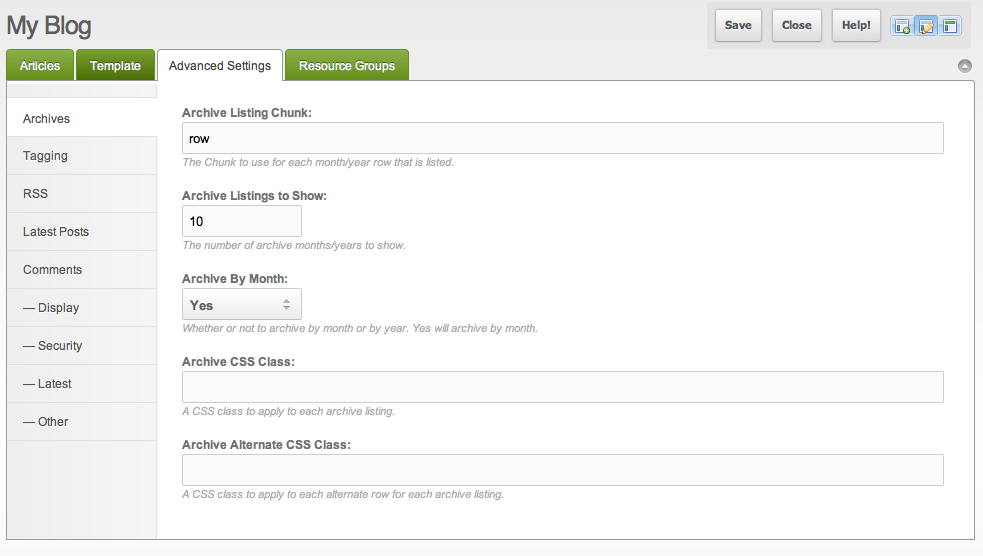 My Blog
Save Close Help!
Articles Template Advanced Settings Resource Groups
Archives
Tagging
RSS
Latest Posts
Comments
— Display
— Security
— Latest
— Other
Archive Listing Chunk:
row
The Chunk to use for each month/year row that is listed.
Archive Listings to Show:
10
The number of archive months/years to show.
Archive By Month:
Yes
Whether or not to archive by month or by year. Yes will archive by month.
Archive CSS Class:
A CSS class to apply to each archive listing.
Archive Alternate CSS Class:
A CSS class to apply to each alternate row for each archive listing.